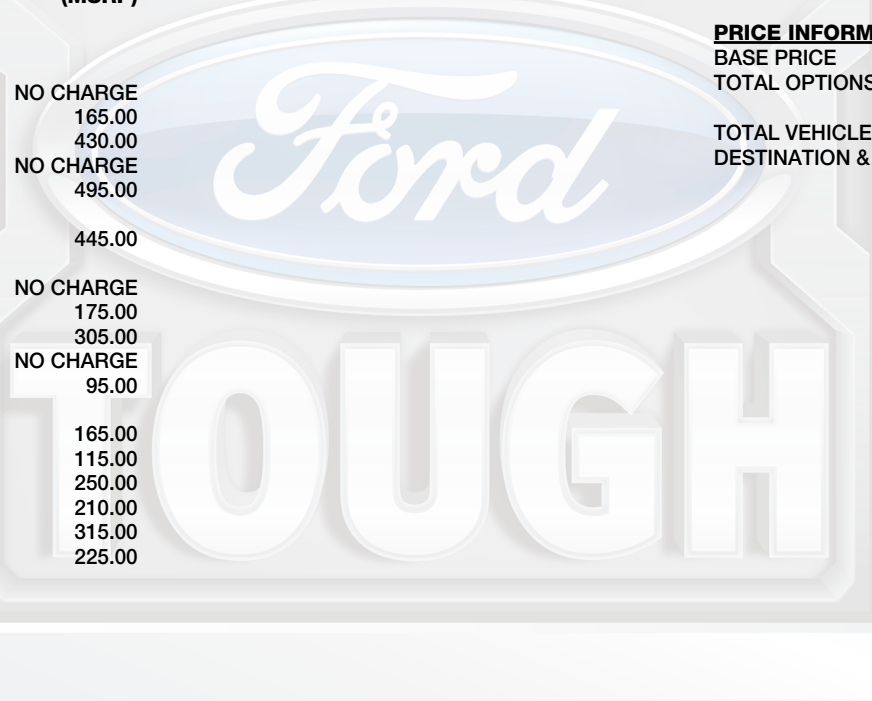 (MSRP)
NO CHARGE
165.00
430.00
NO CHARGE
495.00
445.00
NO CHARGE
175.00
305.00
NO CHARGE
95.00
165.00
115.00
250.00
210.00
315.00
225.00
PRICE INFORM
BASE PRICE
TOTAL OPTIONS
TOTAL VEHICLE
DESTINATION &
Ford
TOUGH